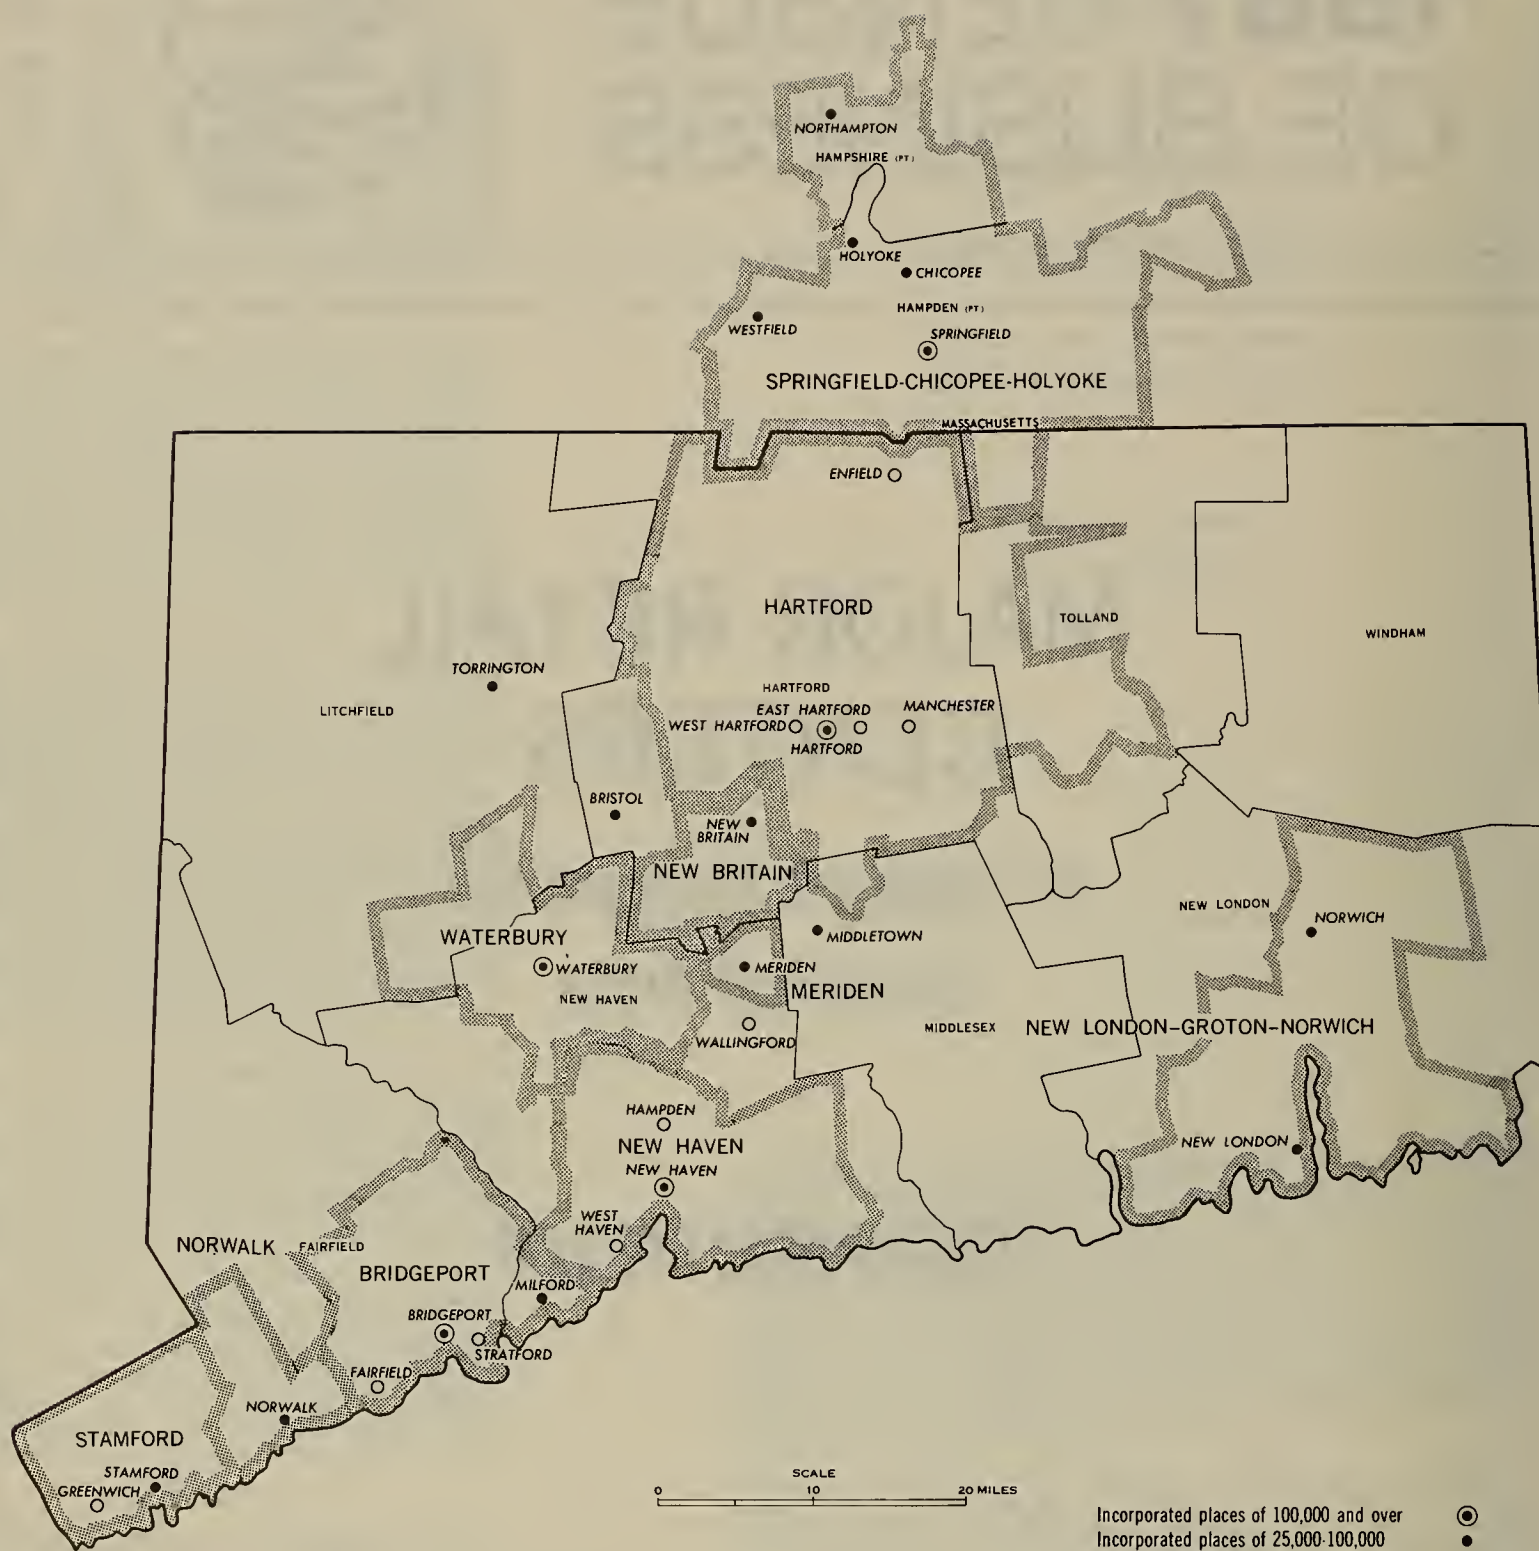 NORTHAMPTON
HAMPSHIRE (PT)
HOLYOKE
CHICOPEE
HAMPDEN (PT)
WESTFIELD
SPRINGFIELD
SPRINGFIELD-CHICOPEE-HOLYOKE
MASSACHUSETTS
ENFIELD
HARTFORD
TOLLAND
WINDHAM
TORRINGTON
LITCHFIELD
HARTFORD
EAST HARTFORD
MANCHESTER
WEST HARTFORD
HARTFORD
BRISTOL
NEW
BRITAIN
NEW BRITAIN
NEW LONDON
NORWICH
WATERBURY
MIDDLETOWN
WATERBURY
MERIDEN
NEW HAVEN
MERIDEN
MIDDLESEX
NEW LONDON-GROTON-NORWICH
WALLINGFORD
HAMPDEN
NEW HAVEN
NEW LONDON
NEW HAVEN
WEST
HAVEN
NORWALK
FAIRFIELD
BRIDGEPORT
MILFORD
BRIDGEPORT
STRATFORD
FAIRFIELD
NORWALK
STAMFORD
STAMFORD
GREENWICH
SCALE
0 10 20 MILES
Incorporated places of 100,000 and over
Incorporated places of 25,000-100,000